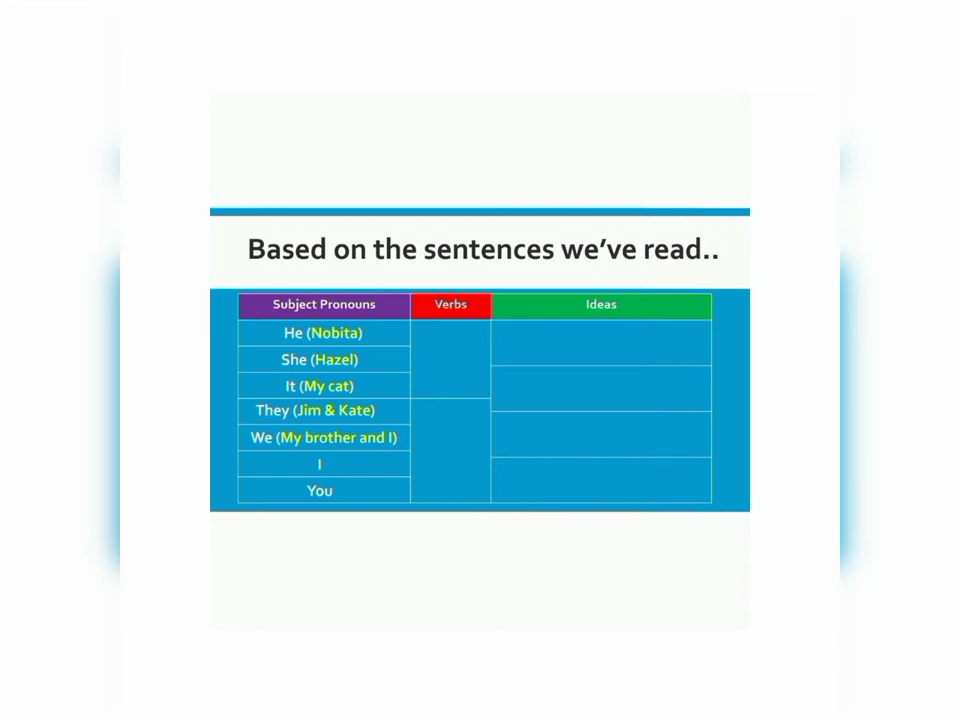 Based on the sentences we've read..
Subject Pronouns Verbs Ideas
He (Nobita)
She (Hazel)
It (My cat)
They (Jim & Kate)
We (My brother and I)
I
You